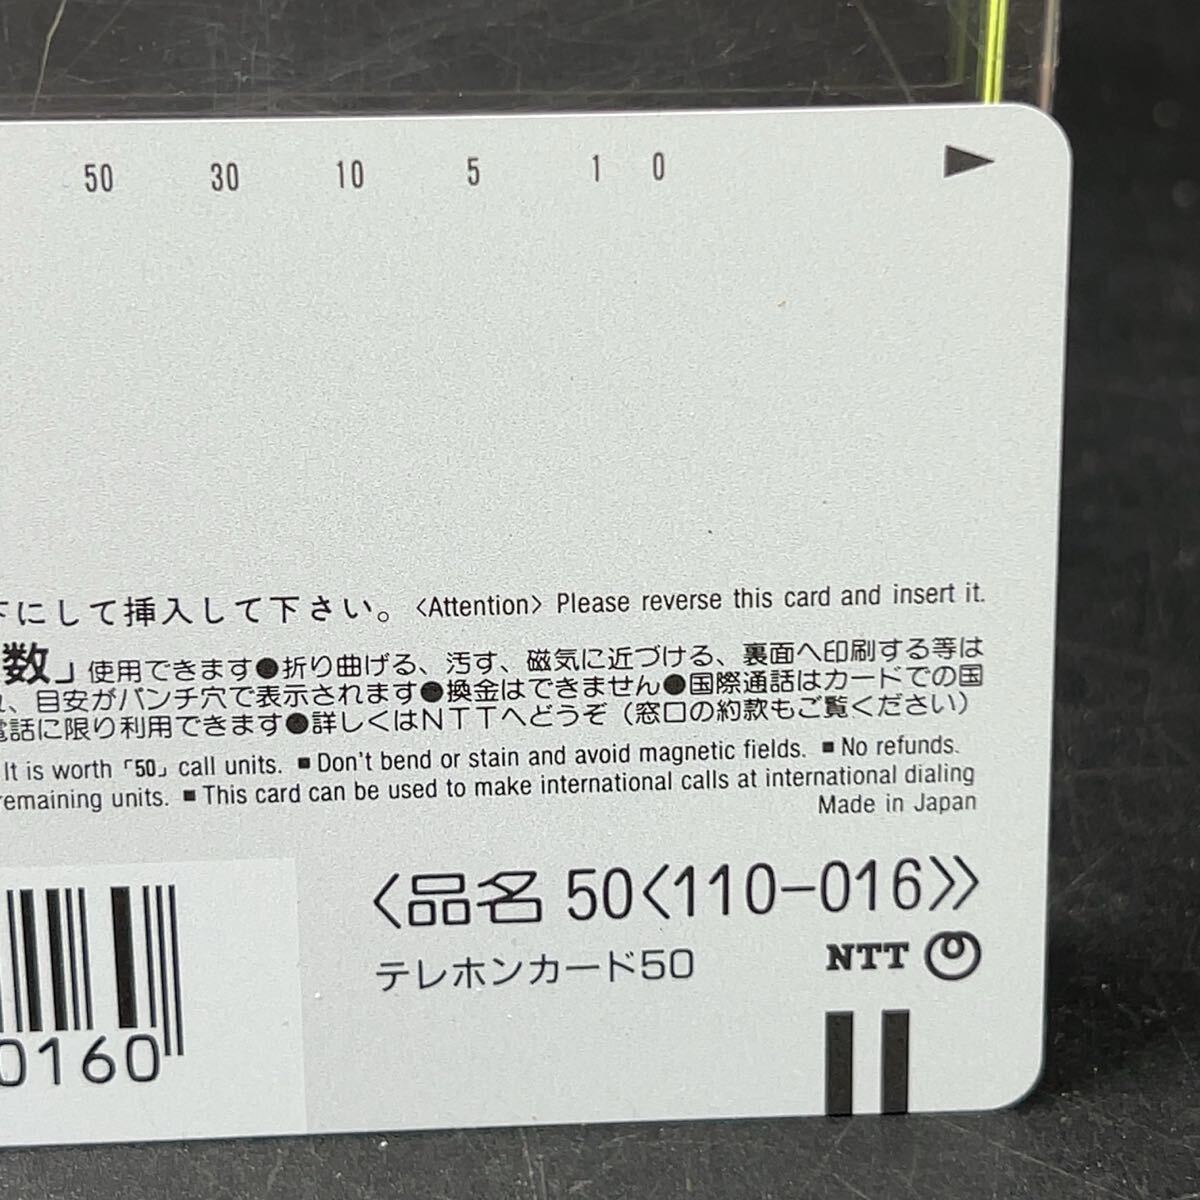 50 30 10 5 1 0
下にして挿入して下さい。〈Attention〉 Please reverse this card and insert it.
数」使用できます●折り曲げる、汚す、磁気に近づける、裏面へ印刷する等は
、目安がパンチ穴で表示されます●換金はできません●国際通話はカードでの国
電話に限り利用できます●詳しくはNTTへどうぞ（窓口の約款もご覧ください）
It is worth「50」call units. ■Don't bend or stain and avoid magnetic fields. ■No refunds.
remaining units. ■This card can be used to make international calls at international dialing
Made in Japan
〈品名 50〈110-016〉〉
テレホンカード50
NTT
0160